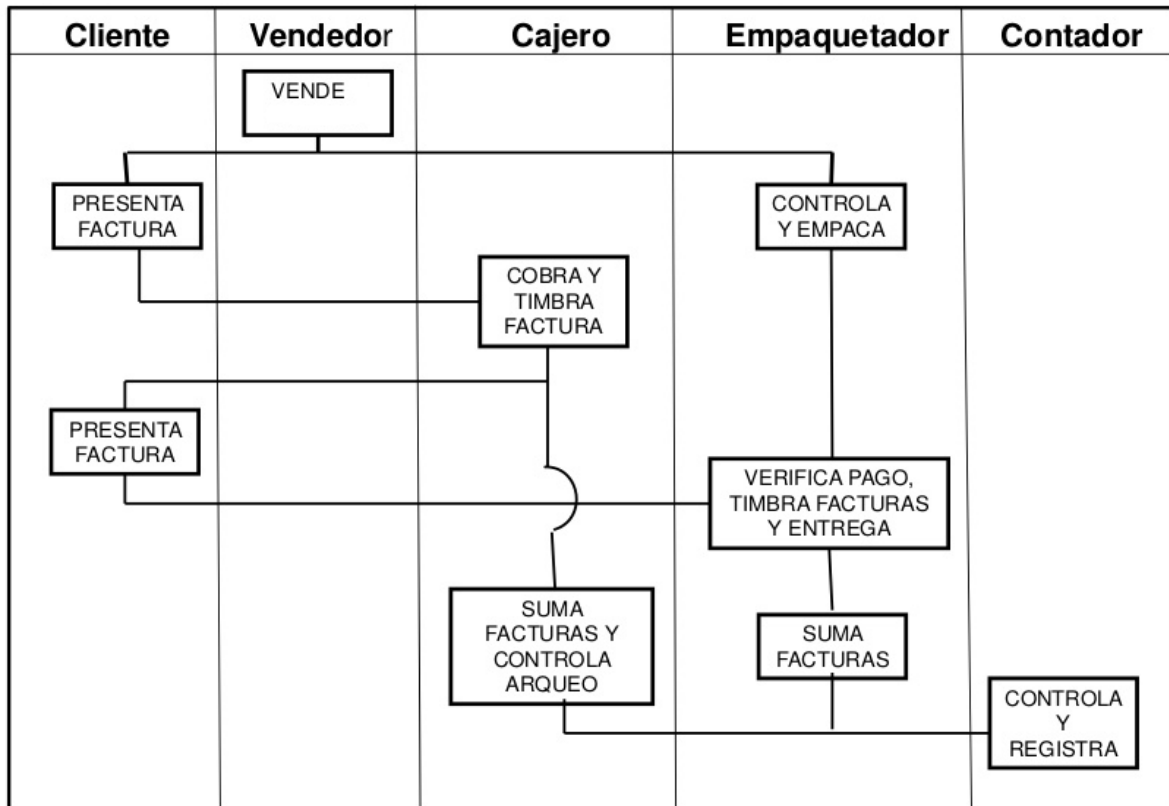 Cliente
Vendedor
Cajero
Empaquetador
Contador
VENDE
PRESENTA
FACTURA
CONTROLA
Y EMPACA
COBRA Y
TIMBRA
FACTURA
PRESENTA
FACTURA
VERIFICA PAGO,
TIMBRA FACTURAS
Y ENTREGA
SUMA
FACTURAS Y
CONTROLA
ARQUEO
SUMA
FACTURAS
CONTROLA
Y
REGISTRA